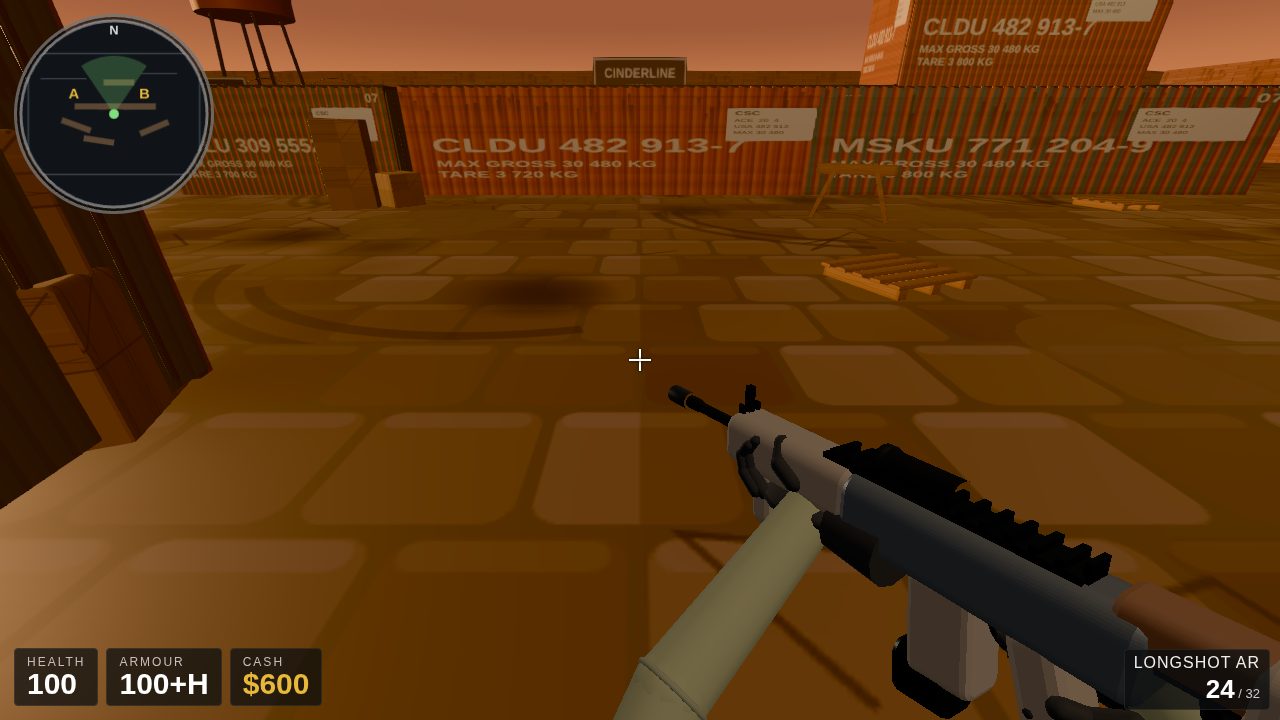 N
A
B
CLDU 482 913-7
MAX GROSS 30 480 KG
TARE 3 800 KG
CINDERLINE
07
07
CSC
CSC
CSC
LU 309 555
GROSS 30 480 KG
ARE 3 700 KG
CLDU 482 913-7
MAX GROSS 30 480 KG
TARE 3 720 KG
MSKU 771 204-9
MAX GROSS 30 480 KG
TARE 800 KG
HEALTH
100
ARMOUR
100+H
CASH
$600
LONGSHOT AR
24 / 32